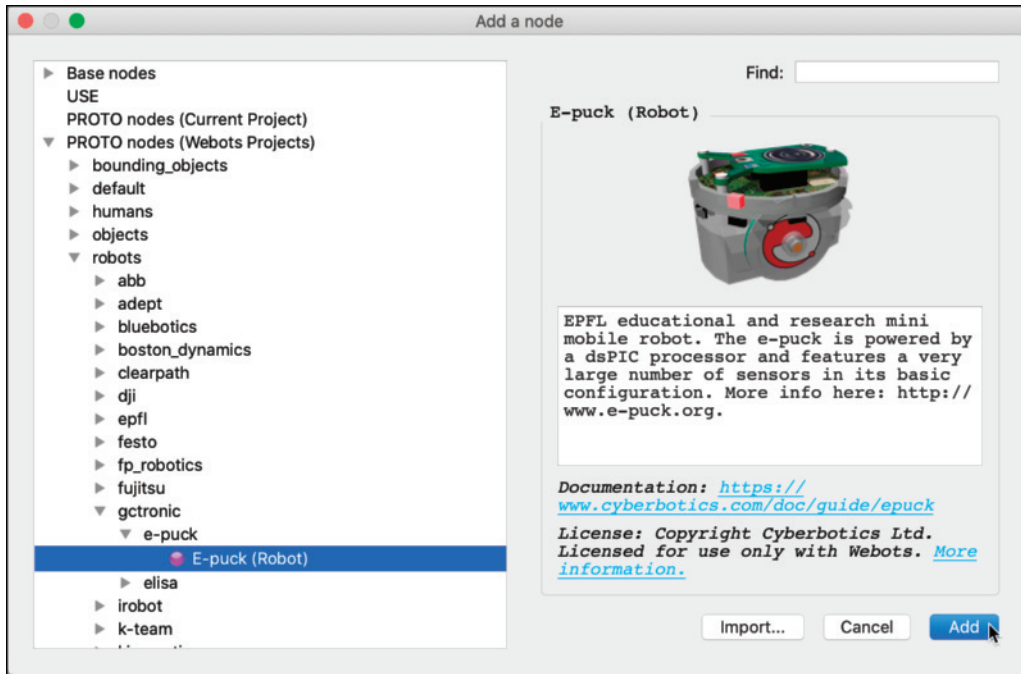 Add a node
Base nodes
USE
PROTO nodes (Current Project)
PROTO nodes (Webots Projects)
bounding_objects
default
humans
objects
robots
abb
adept
bluebotics
boston_dynamics
clearpath
dji
epfl
festo
fp_robotics
fujitsu
gctronic
e-puck
E-puck (Robot)
elisa
irobot
k-team
Find:
E-puck (Robot)
EPFL educational and research mini
mobile robot. The e-puck is powered by
a dsPIC processor and features a very
large number of sensors in its basic
configuration. More info here: http://
www.e-puck.org.
Documentation: https://
www.cyberbotics.com/doc/guide/epuck
License: Copyright Cyberbotics Ltd.
Licensed for use only with Webots. More
information.
Import... Cancel Add